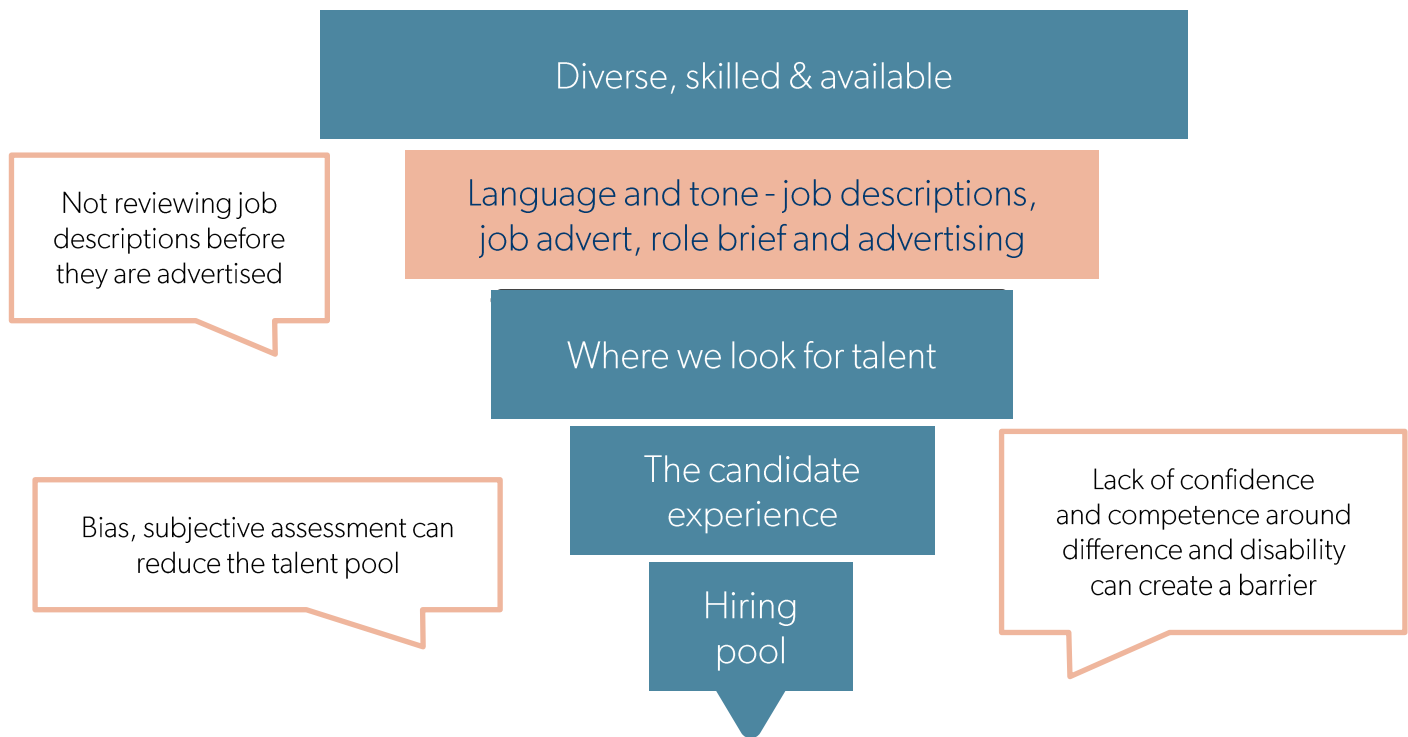 Diverse, skilled & available
Not reviewing job
descriptions before
they are advertised
Language and tone - job descriptions,
job advert, role brief and advertising
Where we look for talent
The candidate
experience
Bias, subjective assessment can
reduce the talent pool
Lack of confidence
and competence around
difference and disability
can create a barrier
Hiring
pool